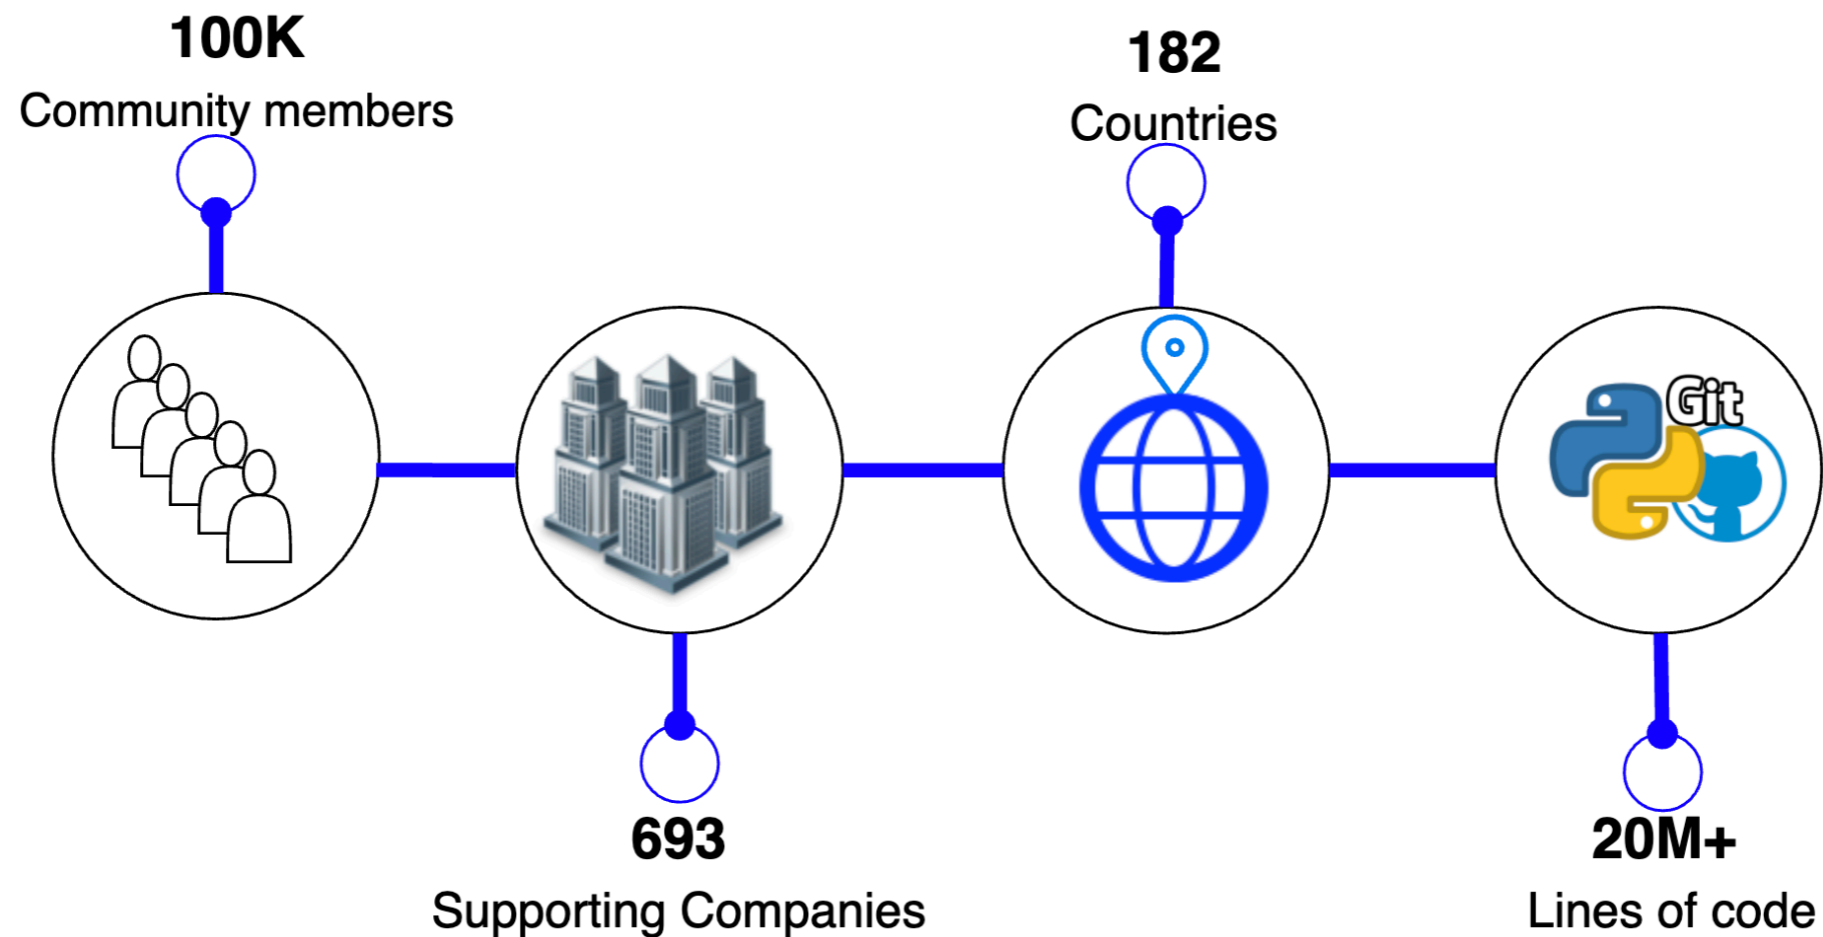 100K
Community members
182
Countries
Git
693
Supporting Companies
20M+
Lines of code